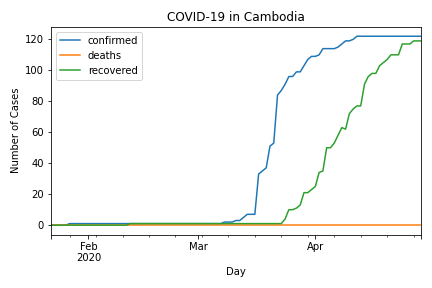 COVID-19 in Cambodia
confirmed
deaths
recovered
Number of Cases
120
100
80
60
40
20
0
Feb
2020
Mar
Apr
Day